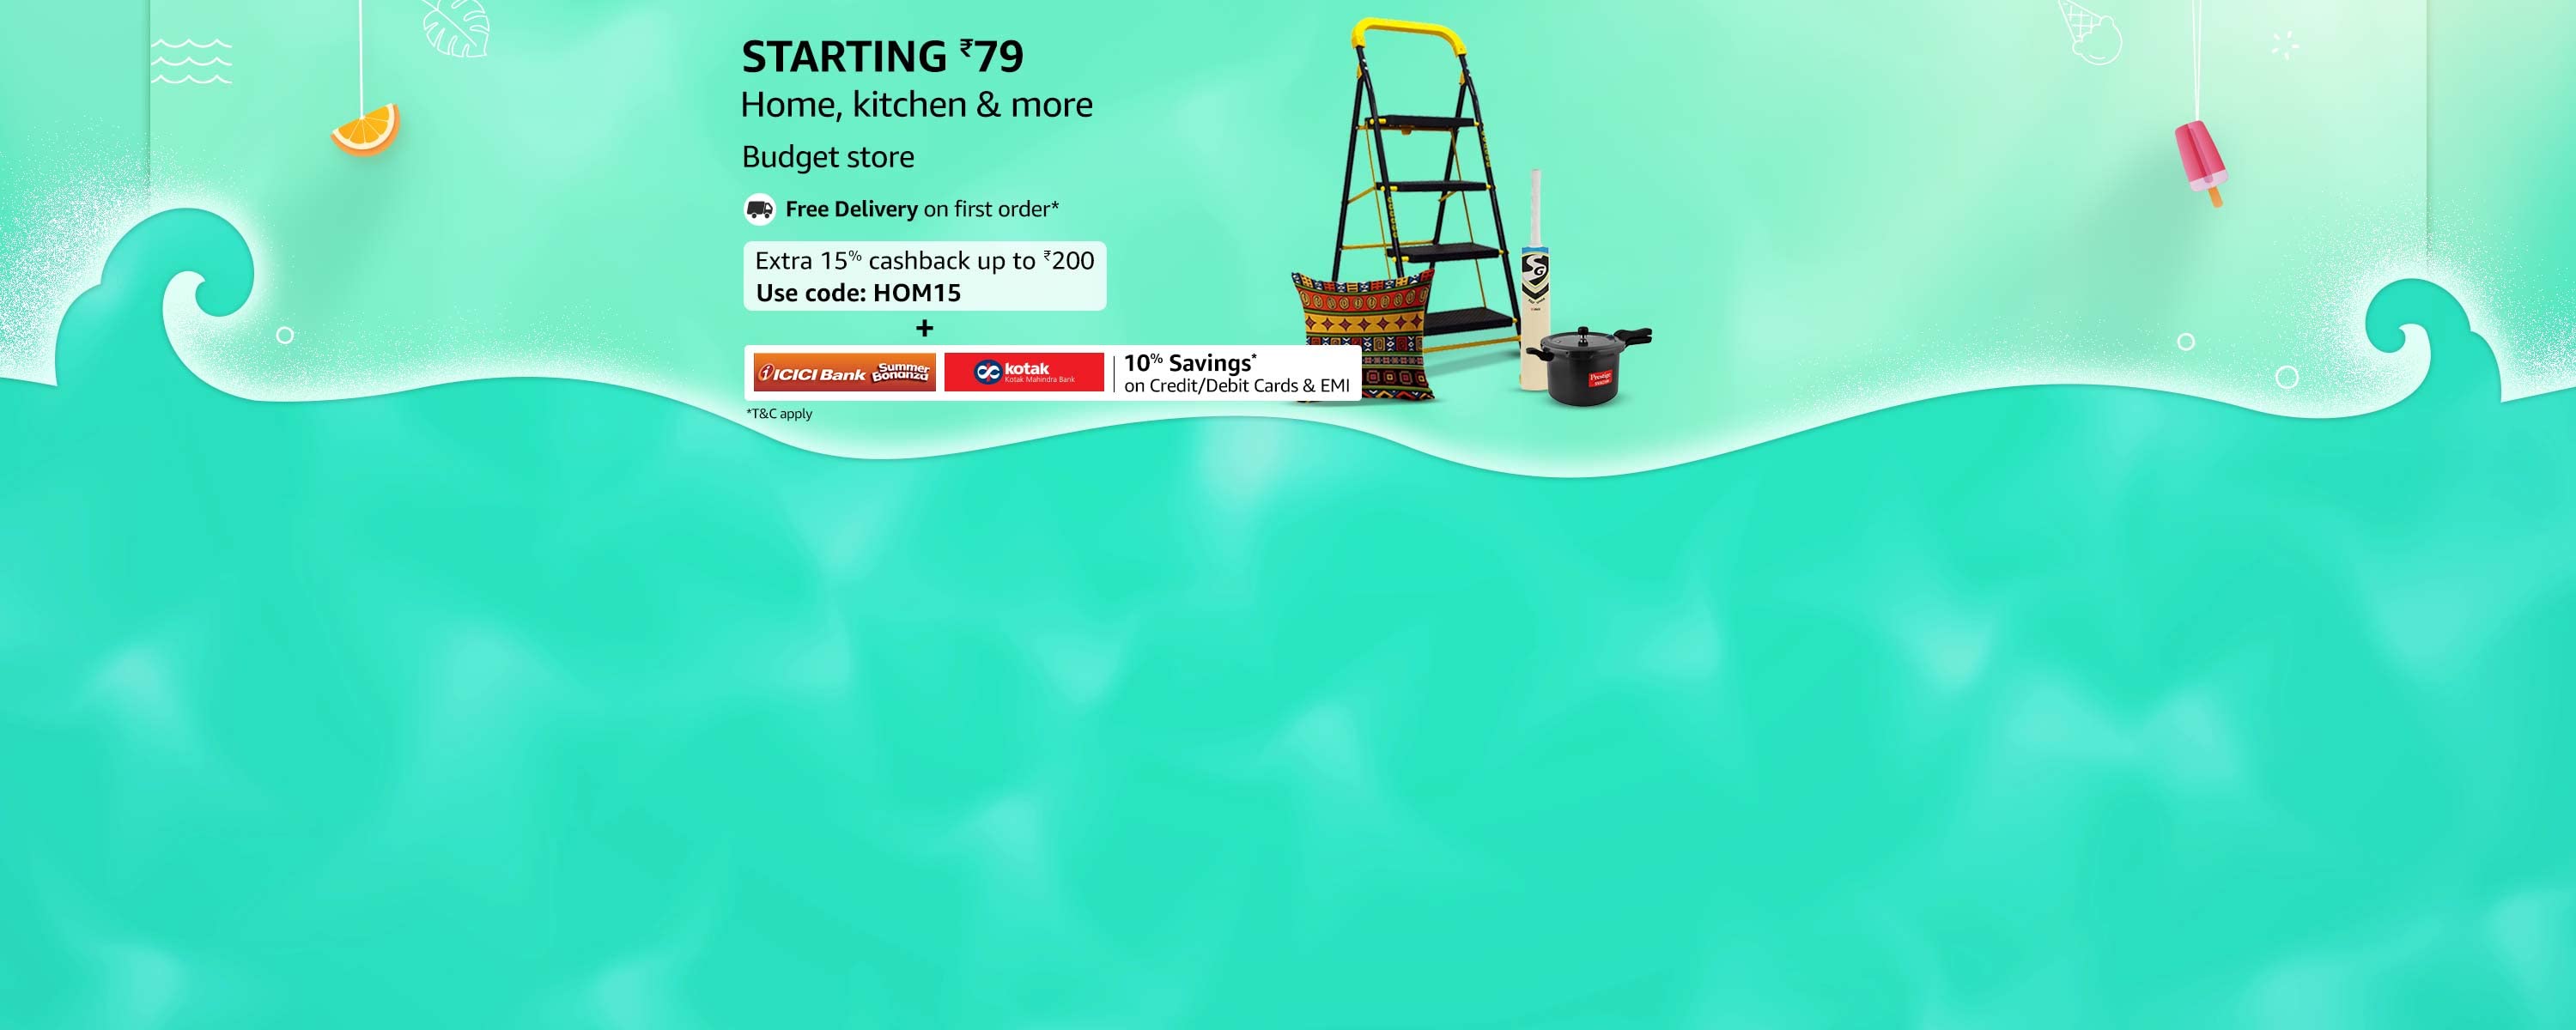 STARTING ₹79
Home, kitchen & more
Budget store
Free Delivery on first order*
Extra 15% cashback up to ₹200
Use code: HOM15
+
ICICI Bank Summer Bonanza
kotak
Kotak Mahindra Bank
10% Savings*
on Credit/Debit Cards & EMI
*T&C apply
SG
Prestige